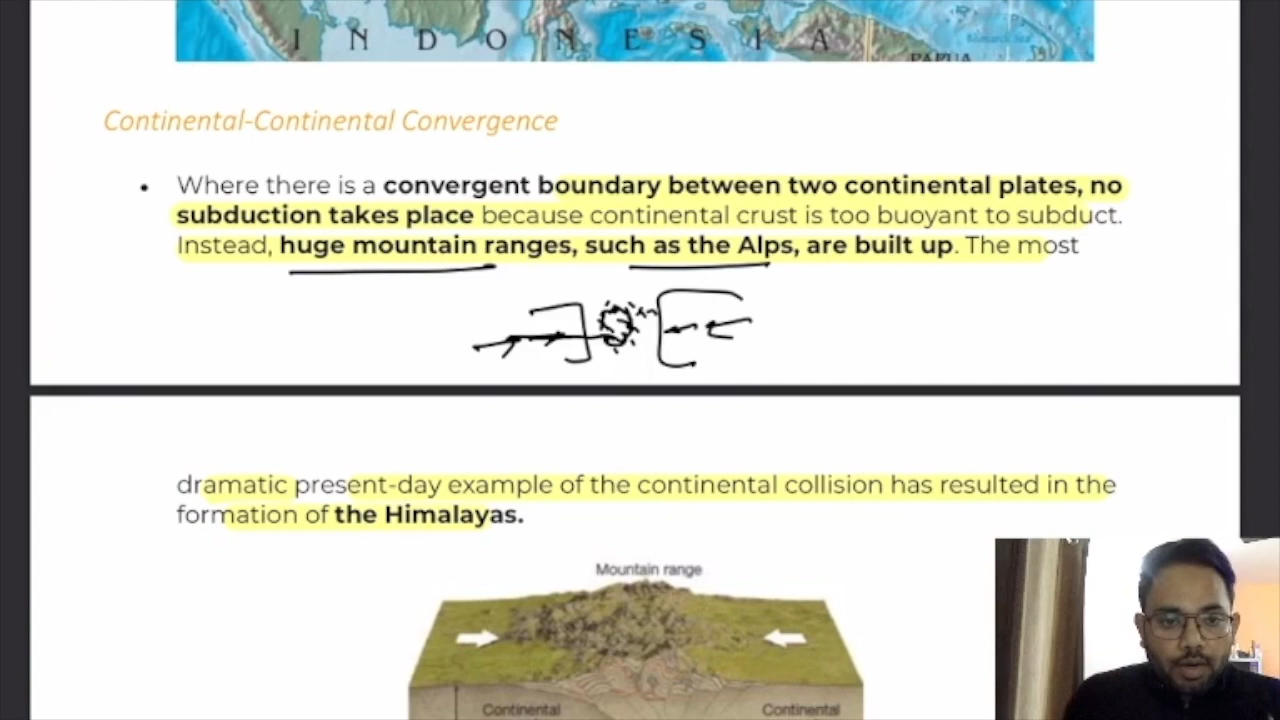 INDONESIA
Bismarck Sea
PAPUA
Continental-Continental Convergence
• Where there is a convergent boundary between two continental plates, no
subduction takes place because continental crust is too buoyant to subduct.
Instead, huge mountain ranges, such as the Alps, are built up. The most
dramatic present-day example of the continental collision has resulted in the
formation of the Himalayas.
Mountain range
Continental
Continental